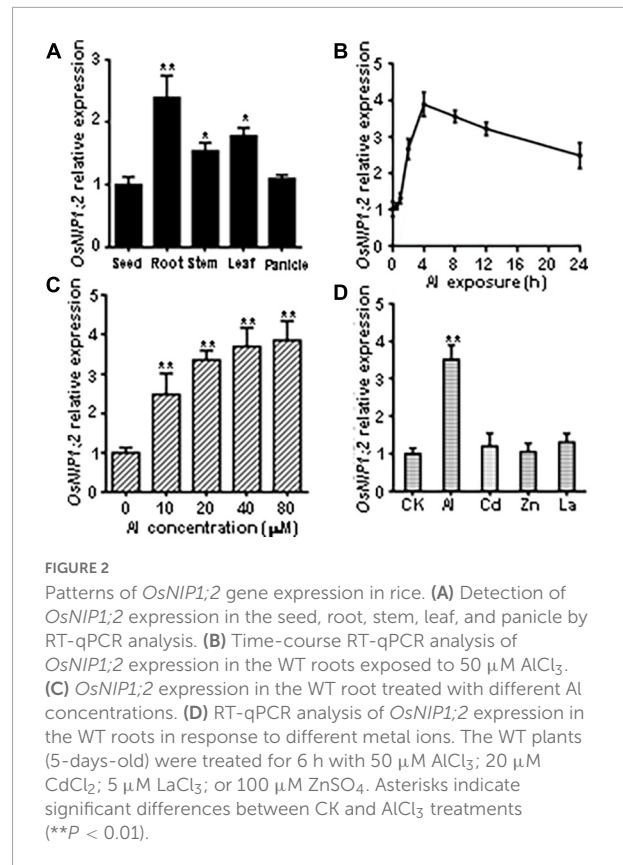 A
OsNIP1;2 relative expression
3
2
1
0
**
*
*
Seed Root Stem Leaf Panicle
B
OsNIP1;2 relative expression
5
4
3
2
1
0
0 4 8 12 16 20 24
Al exposure (h)
C
OsNIP1;2 relative expression
5
4
3
2
1
0
**
**
**
**
0 10 20 40 80
Al concentration (μM)
D
OsNIP1;2 relative expression
5
4
3
2
1
0
**
CK Al Cd Zn La
FIGURE 2
Patterns of OsNIP1;2 gene expression in rice. (A) Detection of
OsNIP1;2 expression in the seed, root, stem, leaf, and panicle by
RT-qPCR analysis. (B) Time-course RT-qPCR analysis of
OsNIP1;2 expression in the WT roots exposed to 50 μM AlCl₃.
(C) OsNIP1;2 expression in the WT root treated with different Al
concentrations. (D) RT-qPCR analysis of OsNIP1;2 expression in
the WT roots in response to different metal ions. The WT plants
(5-days-old) were treated for 6 h with 50 μM AlCl₃; 20 μM
CdCl₂; 5 μM LaCl₃; or 100 μM ZnSO₄. Asterisks indicate
significant differences between CK and AlCl₃ treatments
(**P < 0.01).